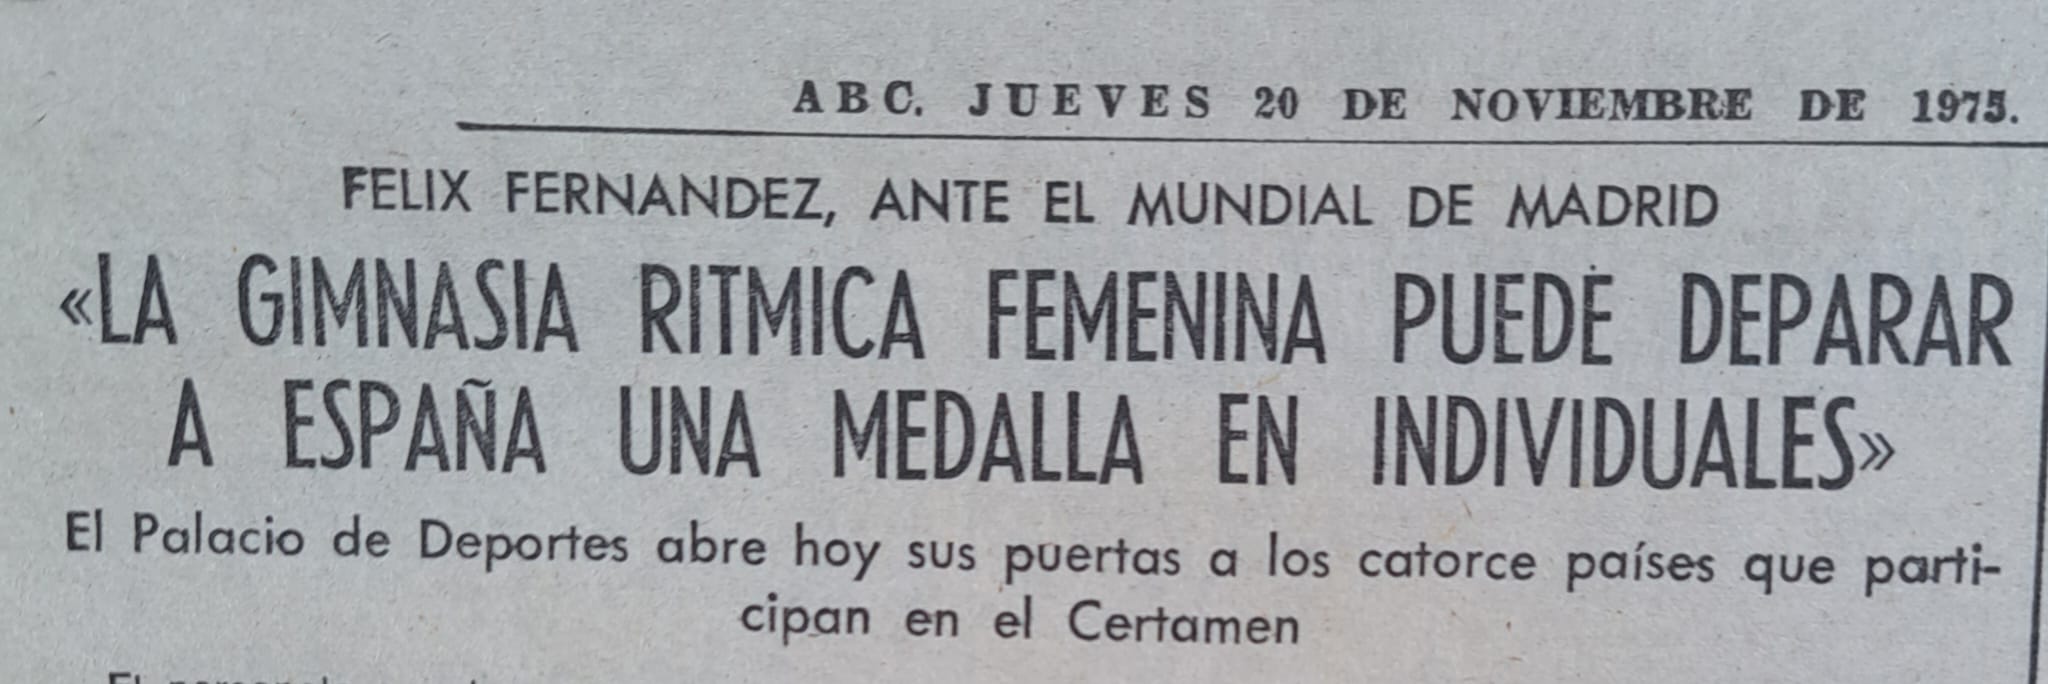 ABC. JUEVES 20 DE NOVIEMBRE DE 1975.
FELIX FERNANDEZ, ANTE EL MUNDIAL DE MADRID
«LA GIMNASIA RITMICA FEMENINA PUEDE DEPARAR
A ESPAÑA UNA MEDALLA EN INDIVIDUALES»
El Palacio de Deportes abre hoy sus puertas a los catorce países que parti-
cipan en el Certamen